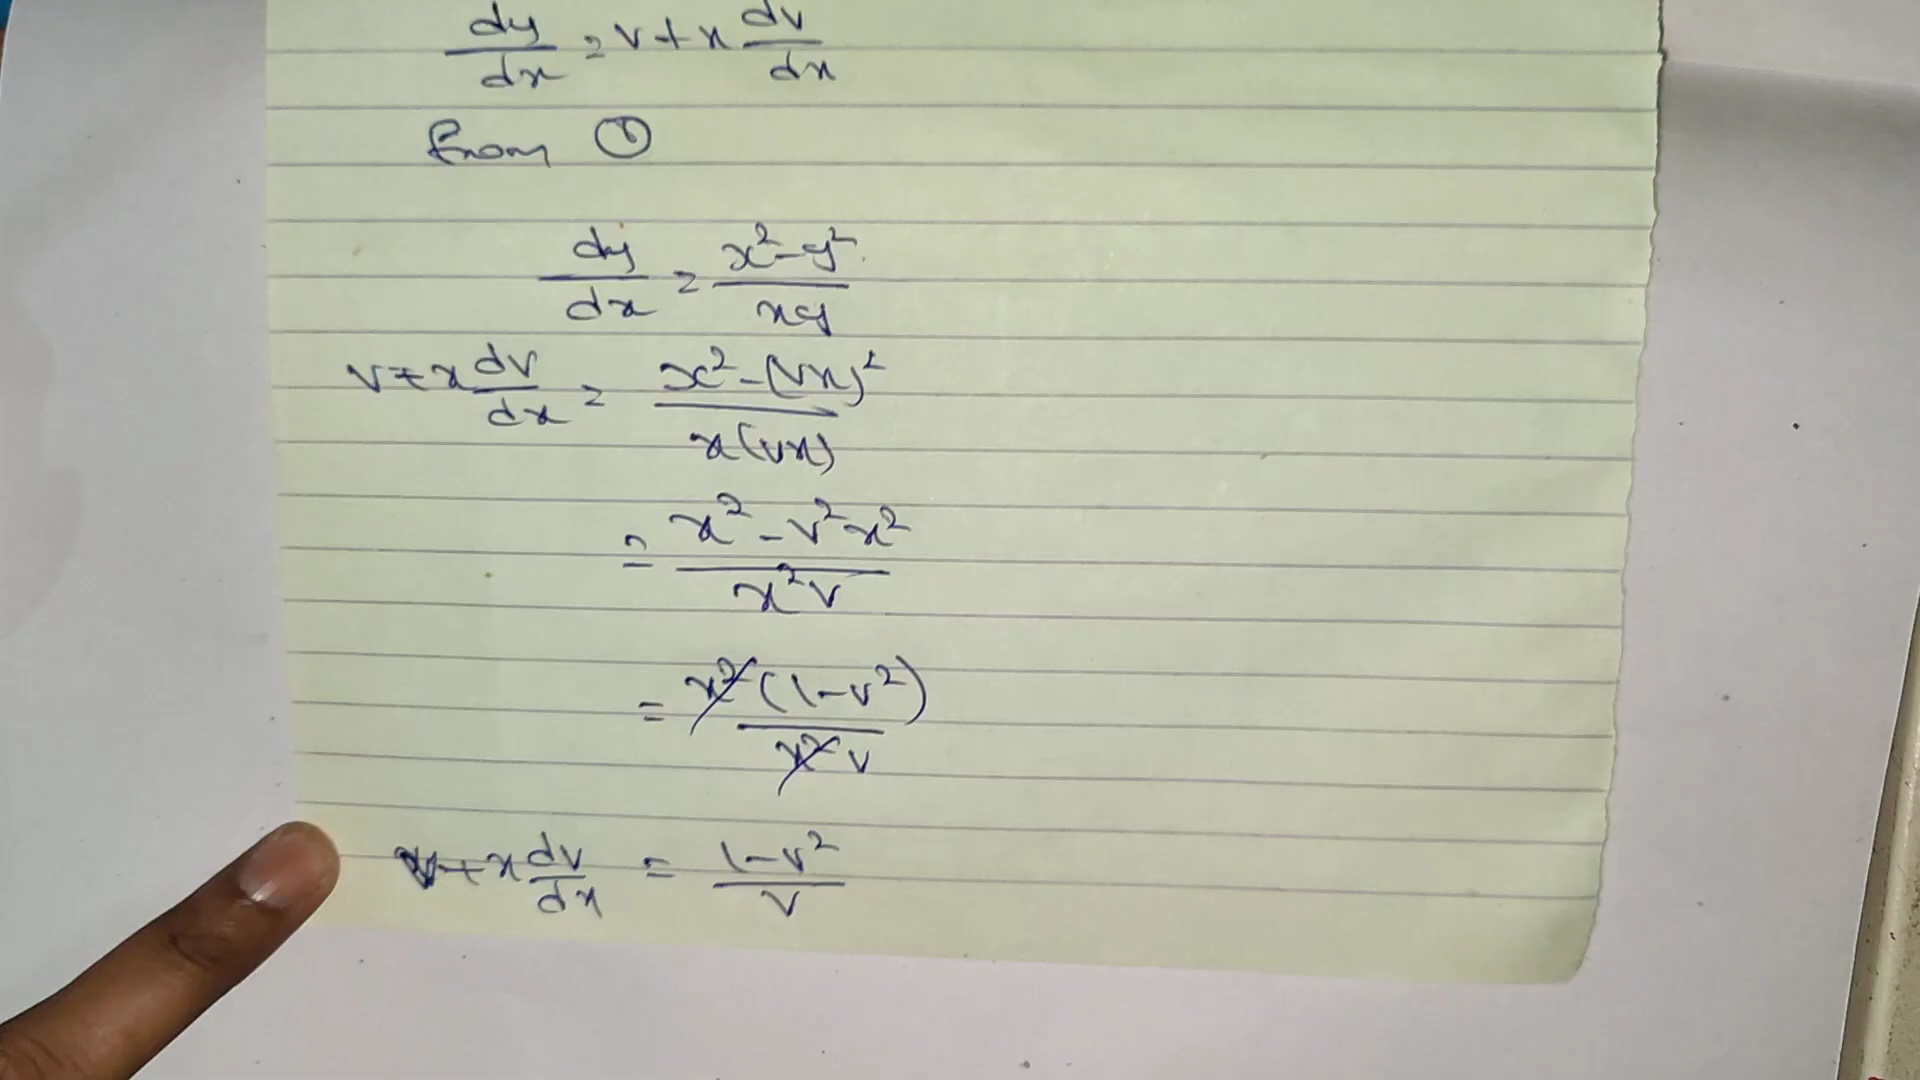 dy/dx = v + x dv/dx
From ①
dy/dx = x² - y² / xy
v + x dv/dx = x² - (vx)² / x(vx)
= x² - v²x² / x²v
= x² (1 - v²) / x² v
v + x dv/dx = 1 - v² / v